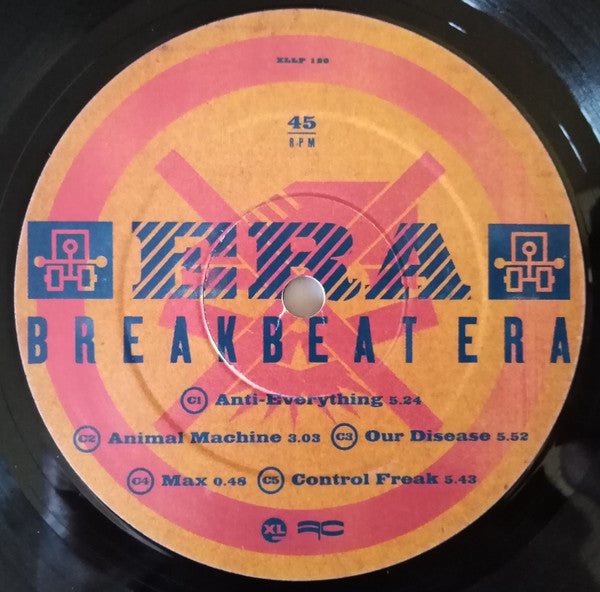 XLLP 130
45
RPM
ERA
BREAKBEAT ERA
C1 Anti-Everything 5.24
C2 Animal Machine 3.03 C3 Our Disease 5.52
C4 Max 0.48 C5 Control Freak 5.43
XL